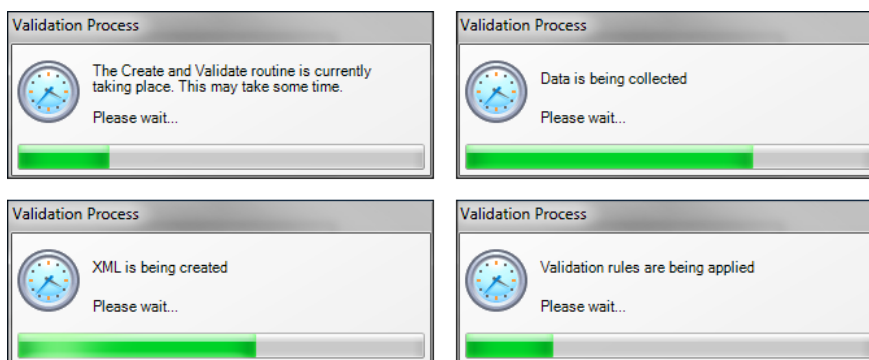 Validation Process
The Create and Validate routine is currently
taking place. This may take some time.
Please wait...
Validation Process
Data is being collected
Please wait...
Validation Process
XML is being created
Please wait...
Validation Process
Validation rules are being applied
Please wait...